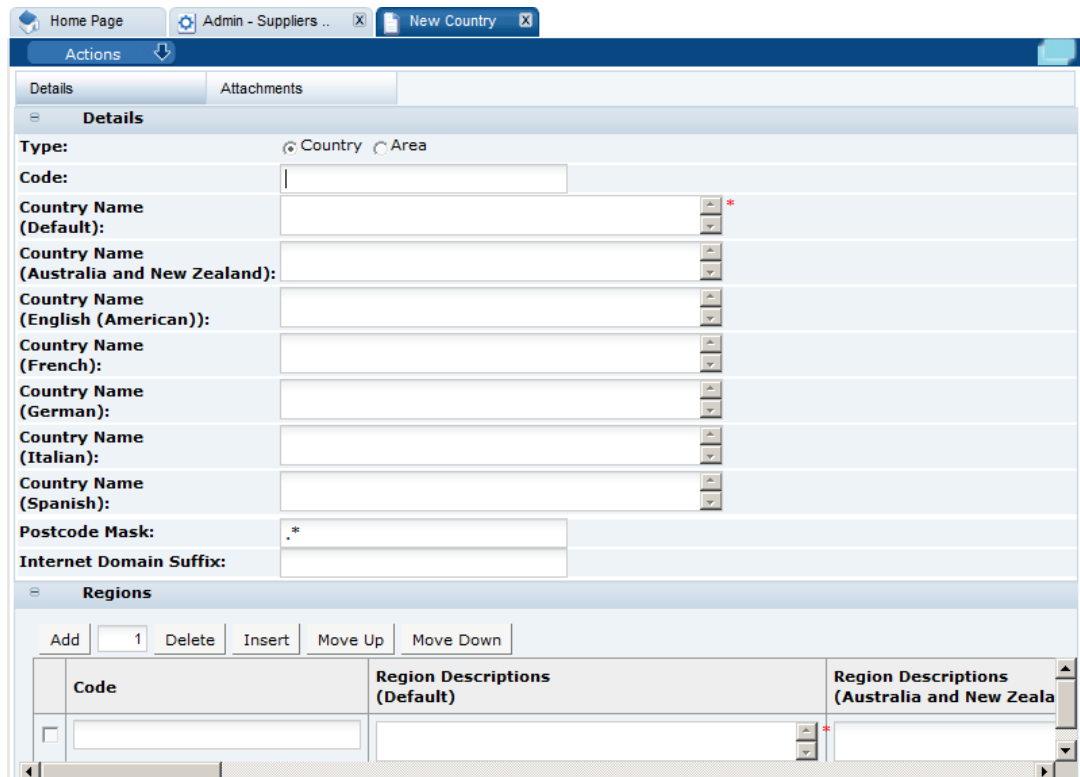 Home Page Admin - Suppliers .. X New Country X
Actions
Details Attachments
Details
Type: Country Area
Code:
Country Name *
(Default):
Country Name
(Australia and New Zealand):
Country Name
(English (American)):
Country Name
(French):
Country Name
(German):
Country Name
(Italian):
Country Name
(Spanish):
Postcode Mask: .*
Internet Domain Suffix:
Regions
Add 1 Delete Insert Move Up Move Down
Code Region Descriptions Region Descriptions
(Default) (Australia and New Zeala
*